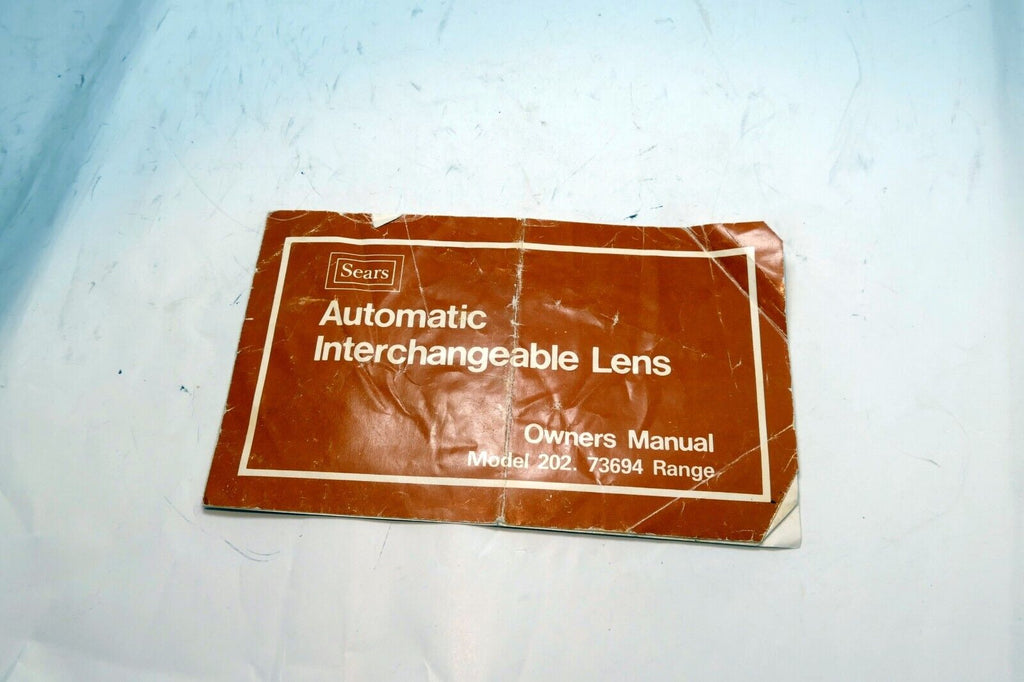 Sears
Automatic
Interchangeable Lens
Owners Manual
Model 202. 73694 Range